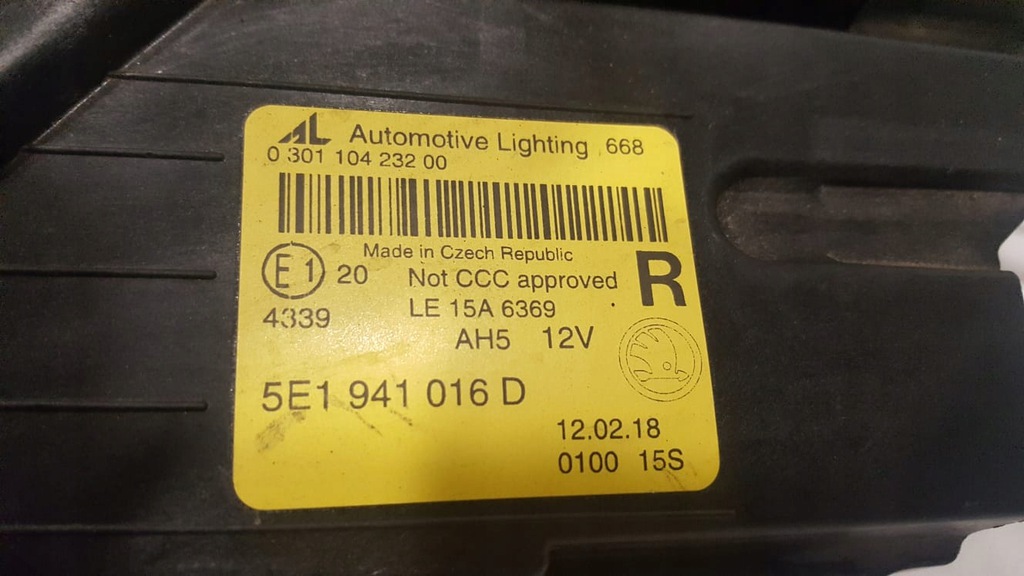 AL Automotive Lighting 668
0 301 104 232 00
Made in Czech Republic
E1 20 Not CCC approved R
4339 LE 15A 6369
AH5 12V
5E1 941 016 D
12.02.18
0100 15S